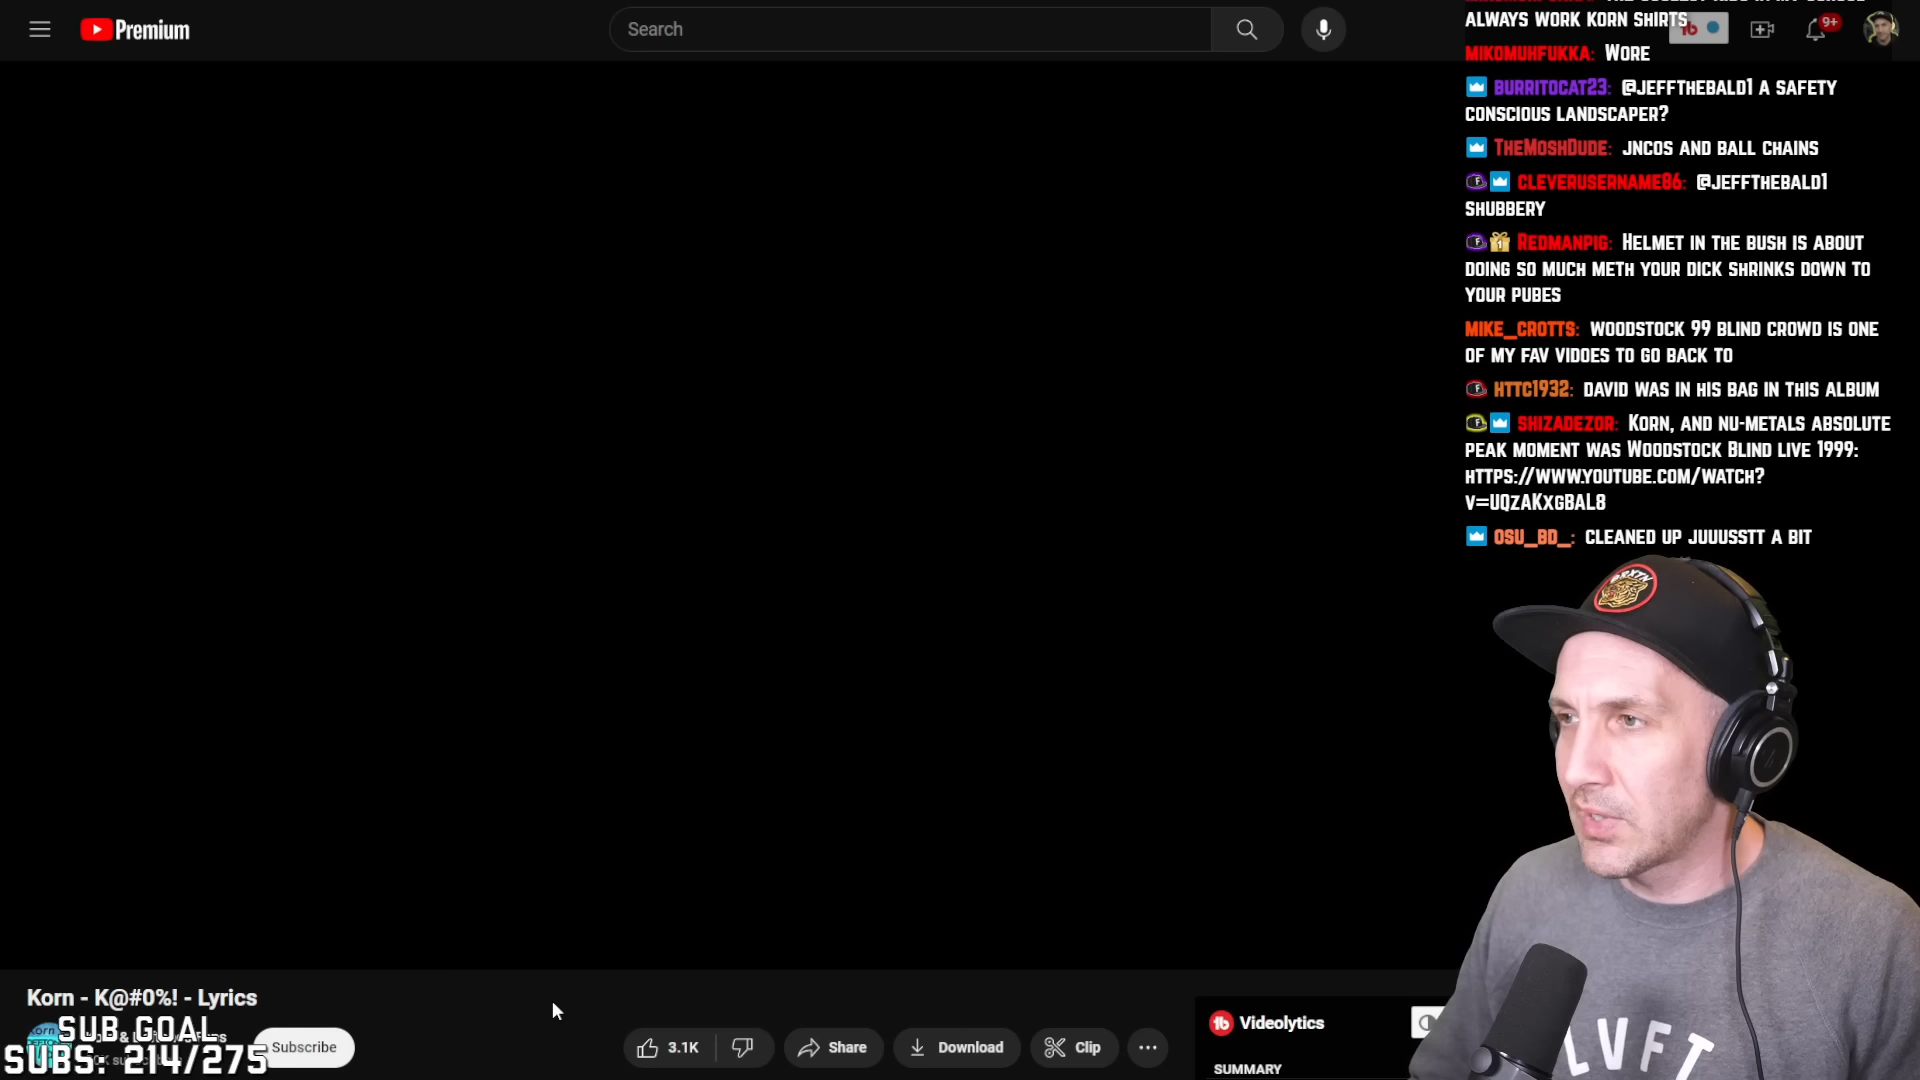 Premium
Search
9+
ALWAYS WORK KORN SHIRTS
MIKOMUHFUKKA: WORE
BURRITOCAT23: @JEFFTHEBALD1 A SAFETY
CONSCIOUS LANDSCAPER?
THEMOSHDUDE: JNCOS AND BALL CHAINS
CLEVERUSERNAME86: @JEFFTHEBALD1
SHUBBERY
REDMANPIG: HELMET IN THE BUSH IS ABOUT
DOING SO MUCH METH YOUR DICK SHRINKS DOWN TO
YOUR PUBES
MIKE_CROTTS: WOODSTOCK 99 BLIND CROWD IS ONE
OF MY FAV VIDOES TO GO BACK TO
HTTC1932: DAVID WAS IN HIS BAG IN THIS ALBUM
SHIZADEZOR: KORN, AND NU-METALS ABSOLUTE
PEAK MOMENT WAS WOODSTOCK BLIND LIVE 1999:
HTTPS://WWW.YOUTUBE.COM/WATCH?
V=UQZAKXGBAL8
OSU_BD_: CLEANED UP JUUUSSTT A BIT
BRXTN
LVFT
Korn - K@#0%! - Lyrics
SUB GOAL
SUBS: 214/275
Subscribe
3.1K
Share
Download
Clip
Videolytics
SUMMARY